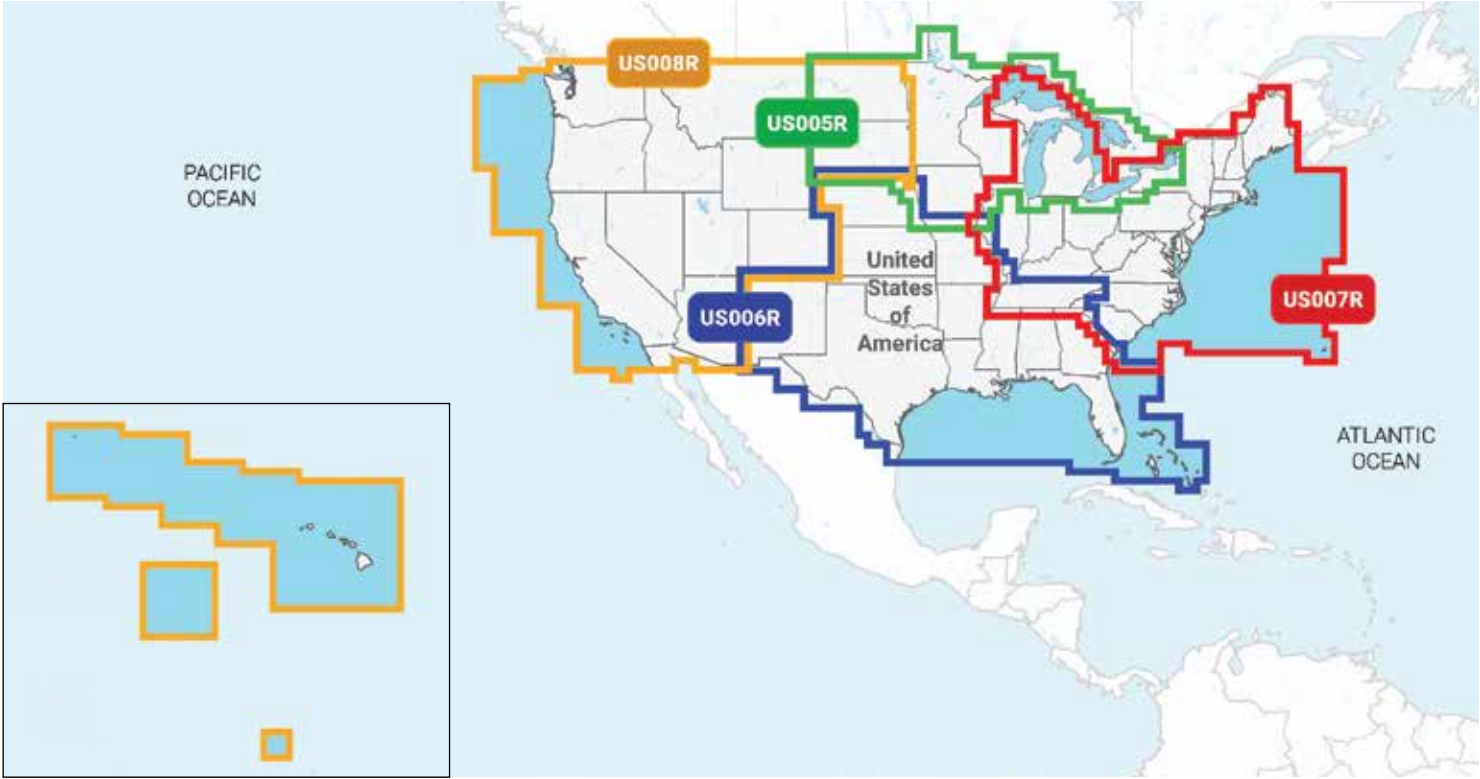 US008R
US005R
PACIFIC
OCEAN
United
States
of
America
US006R
US007R
ATLANTIC
OCEAN